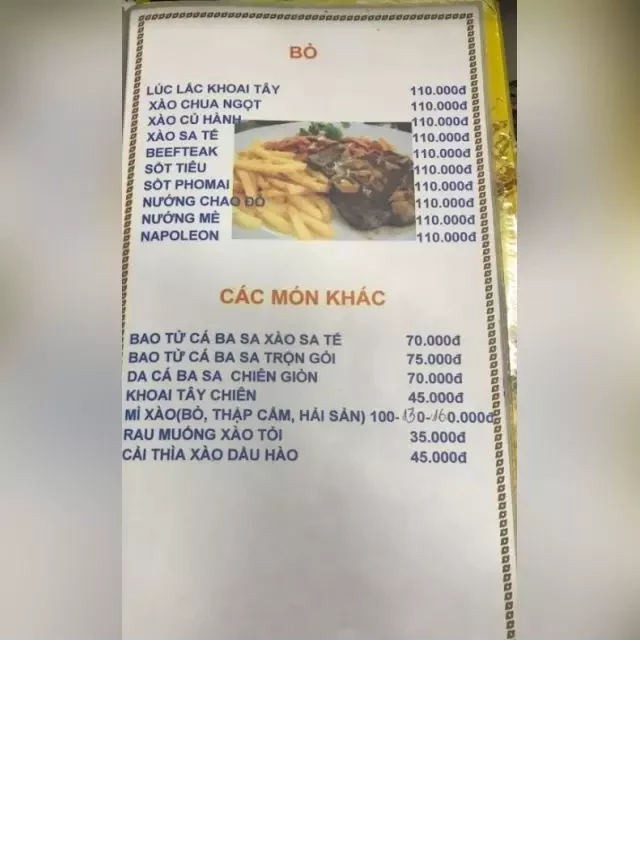 BÒ
LÚC LẮC KHOAI TÂY 110.000đ
XÀO CHUA NGỌT 110.000đ
XÀO CỦ HÀNH 110.000đ
XÀO SA TẾ 110.000đ
BEEFTEAK 110.000đ
SỐT TIÊU 110.000đ
SỐT PHOMAI 110.000đ
NƯỚNG CHAO ĐỎ 110.000đ
NƯỚNG MÈ 110.000đ
NAPOLEON 110.000đ
CÁC MÓN KHÁC
BAO TỬ CÁ BA SA XÀO SA TẾ 70.000đ
BAO TỬ CÁ BA SA TRỘN GỎI 75.000đ
DA CÁ BA SA CHIÊN GIÒN 70.000đ
KHOAI TÂY CHIÊN 45.000đ
MÌ XÀO(BÒ, THẬP CẨM, HẢI SẢN) 100-130-160.000đ
RAU MUỐNG XÀO TỎI 35.000đ
CẢI THÌA XÀO DẦU HÀO 45.000đ